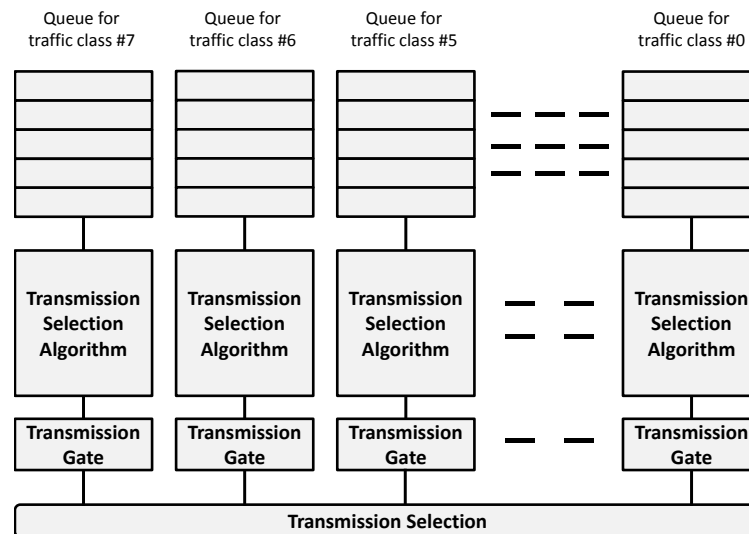 Queue for
traffic class #7
Queue for
traffic class #6
Queue for
traffic class #5
Queue for
traffic class #0
Transmission
Selection
Algorithm
Transmission
Selection
Algorithm
Transmission
Selection
Algorithm
Transmission
Selection
Algorithm
Transmission
Gate
Transmission
Gate
Transmission
Gate
Transmission
Gate
Transmission Selection